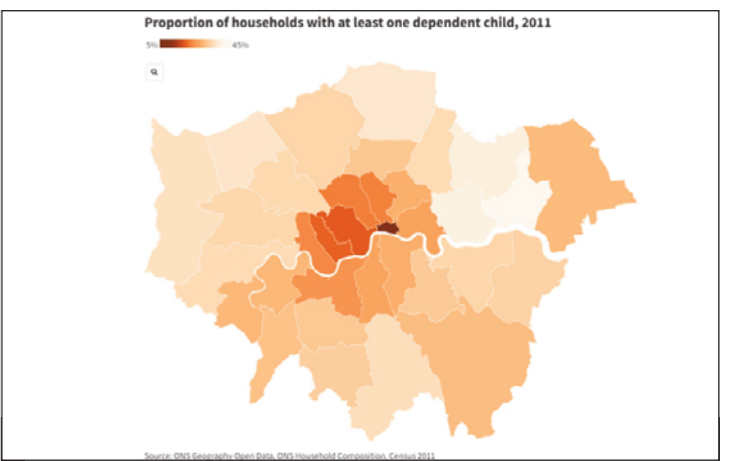 Proportion of households with at least one dependent child, 2011
5% 45%
Source: ONS Geography Open Data, ONS Household Composition, Census 2011